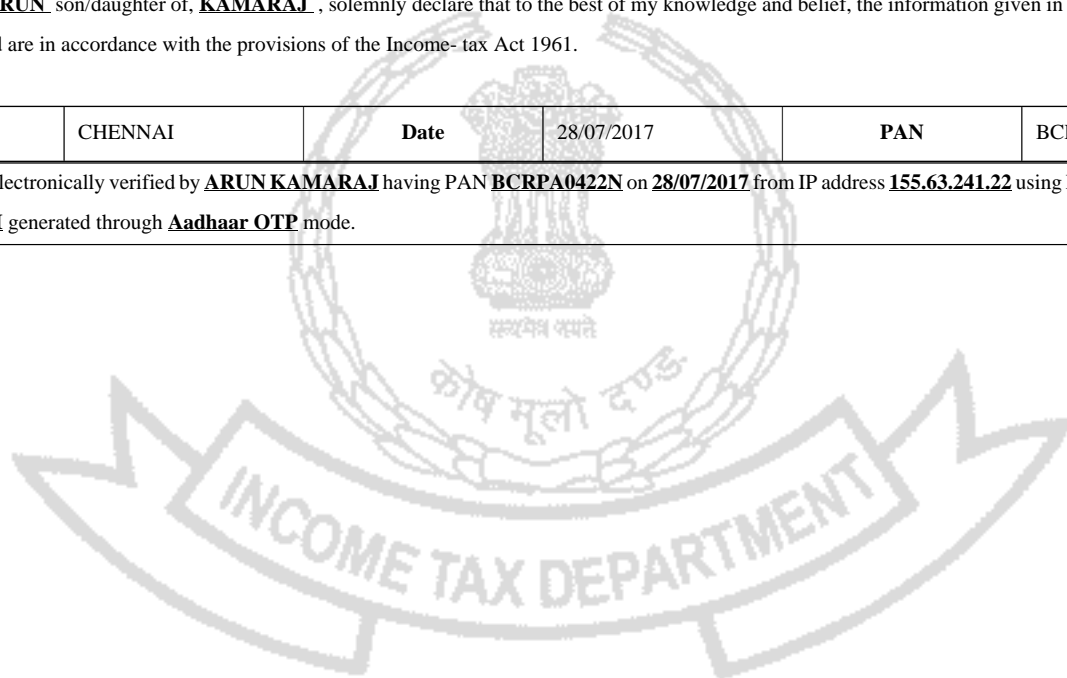 RUN son/daughter of, KAMARAJ , solemnly declare that to the best of my knowledge and belief, the information given in
are in accordance with the provisions of the Income- tax Act 1961.
CHENNAI Date 28/07/2017 PAN BCI
lectronically verified by ARUN KAMARAJ having PAN BCRPA0422N on 28/07/2017 from IP address 155.63.241.22 using
generated through Aadhaar OTP mode.
सत्यमेव जयते
कोष मूलो दण्ड:
INCOME TAX DEPARTMENT